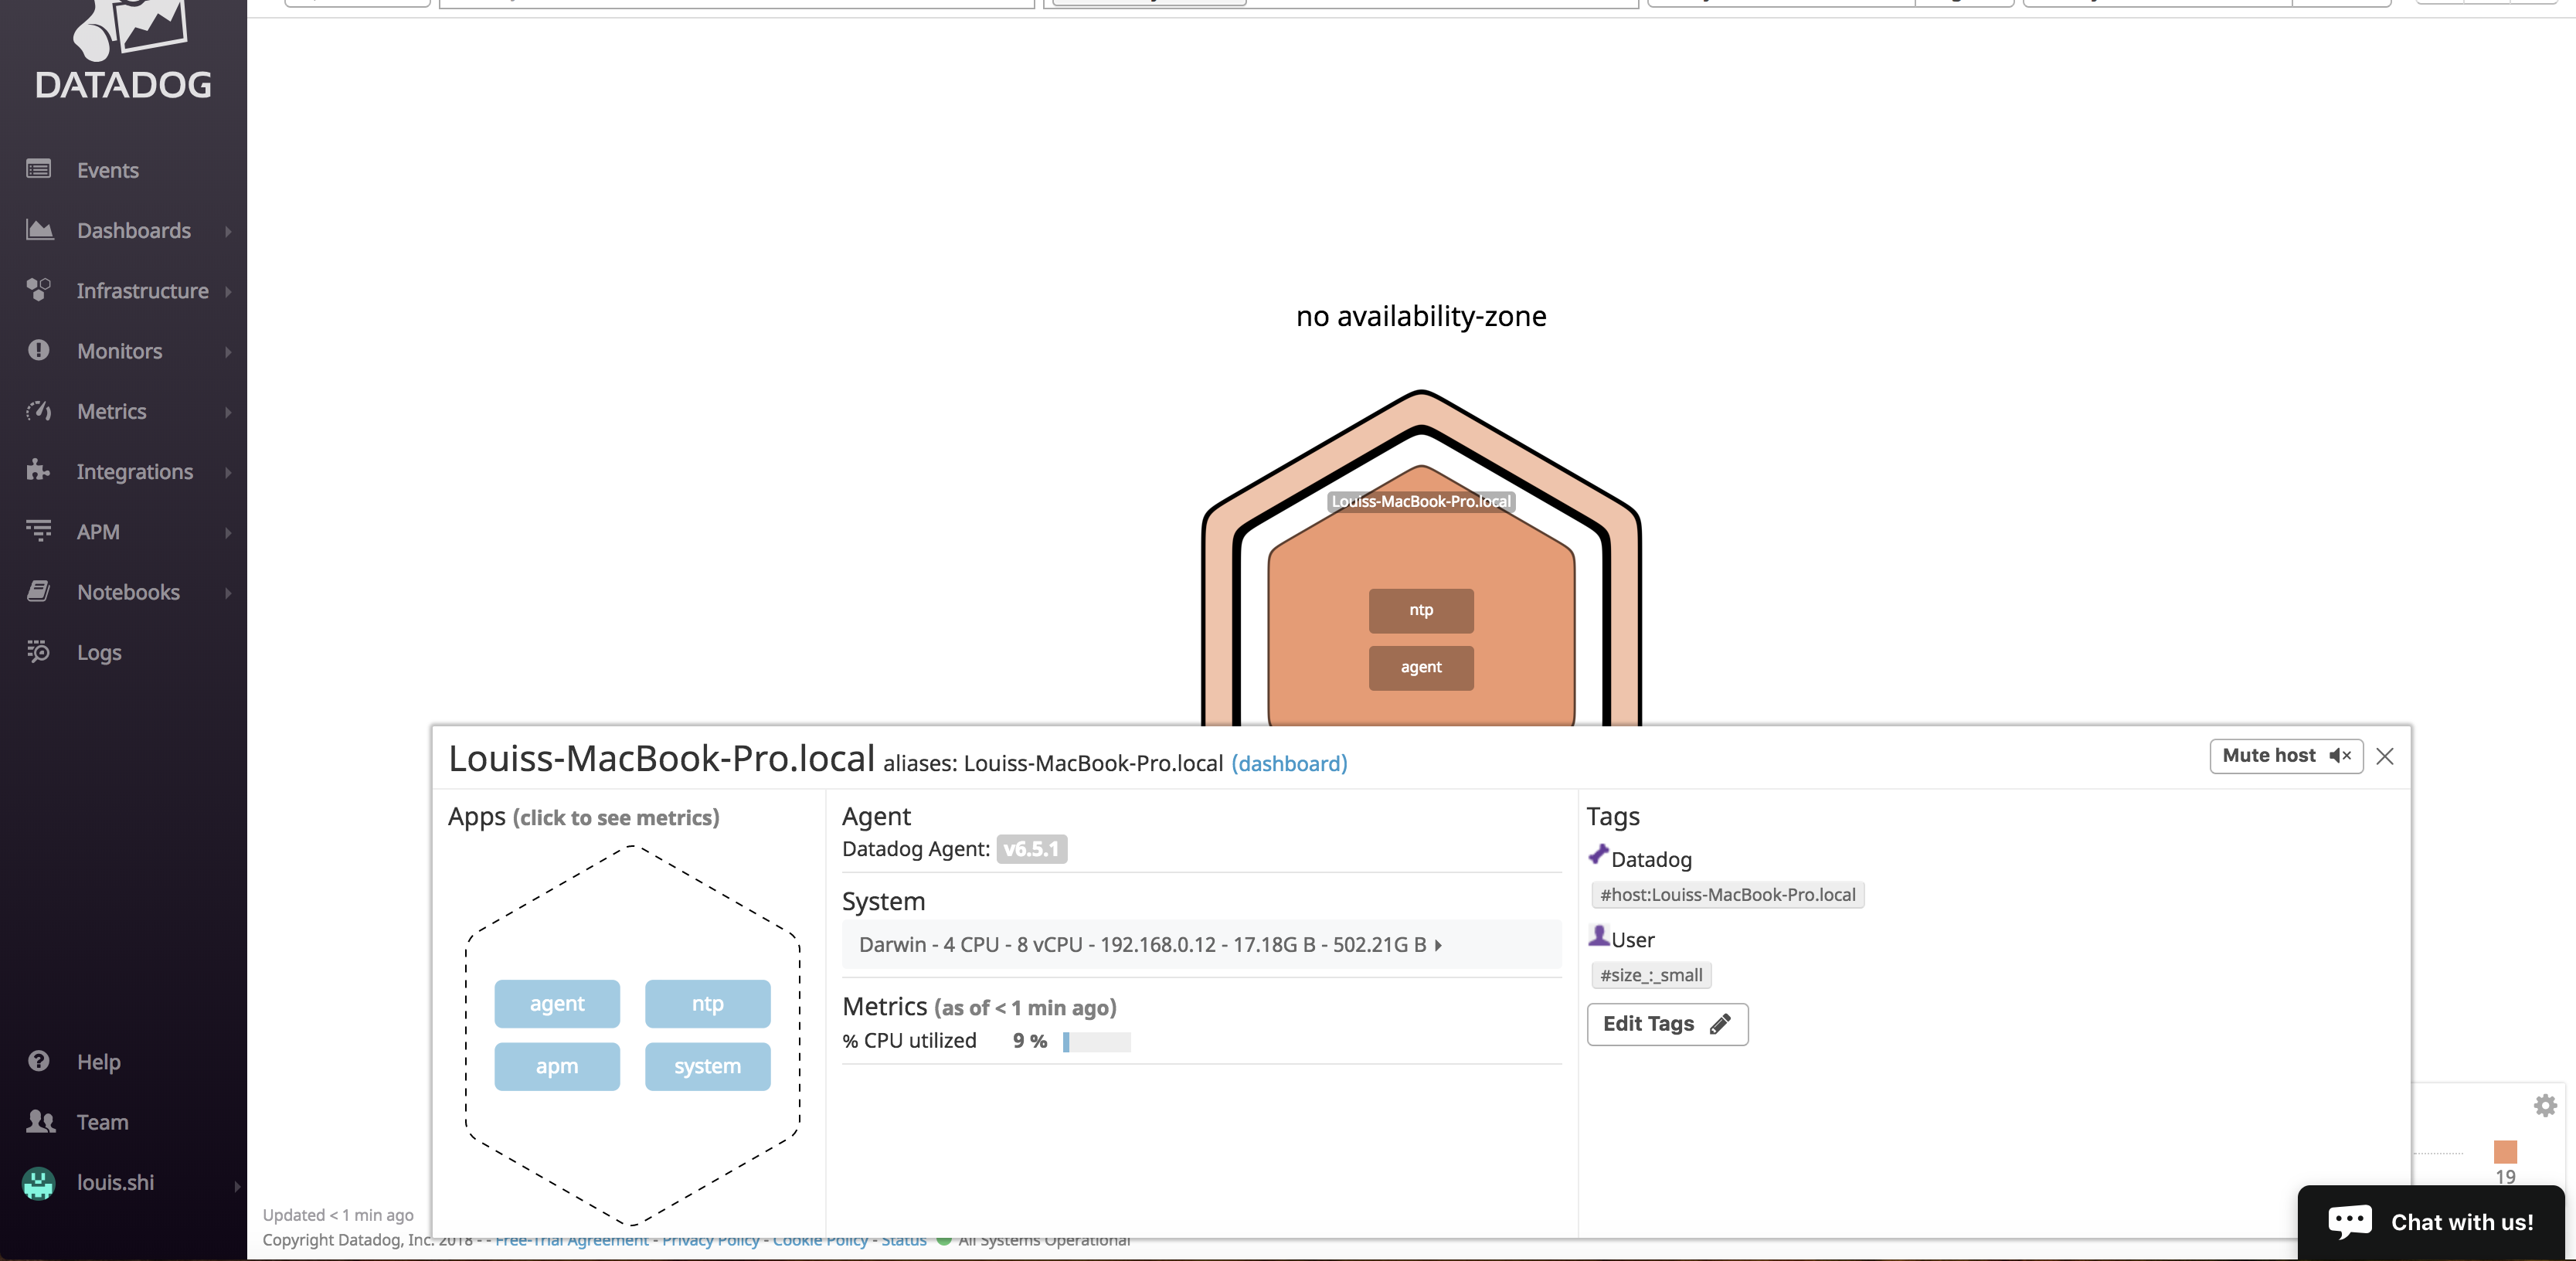 DATADOG
Events
Dashboards
Infrastructure
Monitors
Metrics
Integrations
APM
Notebooks
Logs
Help
Team
louis.shi
no availability-zone
Louiss-MacBook-Pro.local
ntp
agent
Louiss-MacBook-Pro.local aliases: Louiss-MacBook-Pro.local (dashboard)
Mute host
Apps (click to see metrics)
agent ntp
apm system
Agent
Datadog Agent: v6.5.1
System
Darwin - 4 CPU - 8 vCPU - 192.168.0.12 - 17.18G B - 502.21G B
Metrics (as of < 1 min ago)
% CPU utilized 9 %
Tags
Datadog
#host:Louiss-MacBook-Pro.local
User
#size_:_small
Edit Tags
19
Updated < 1 min ago
Copyright Datadog, Inc. 2018 - - Free-Trial Agreement - Privacy Policy - Cookie Policy - Status All Systems Operational
Chat with us!